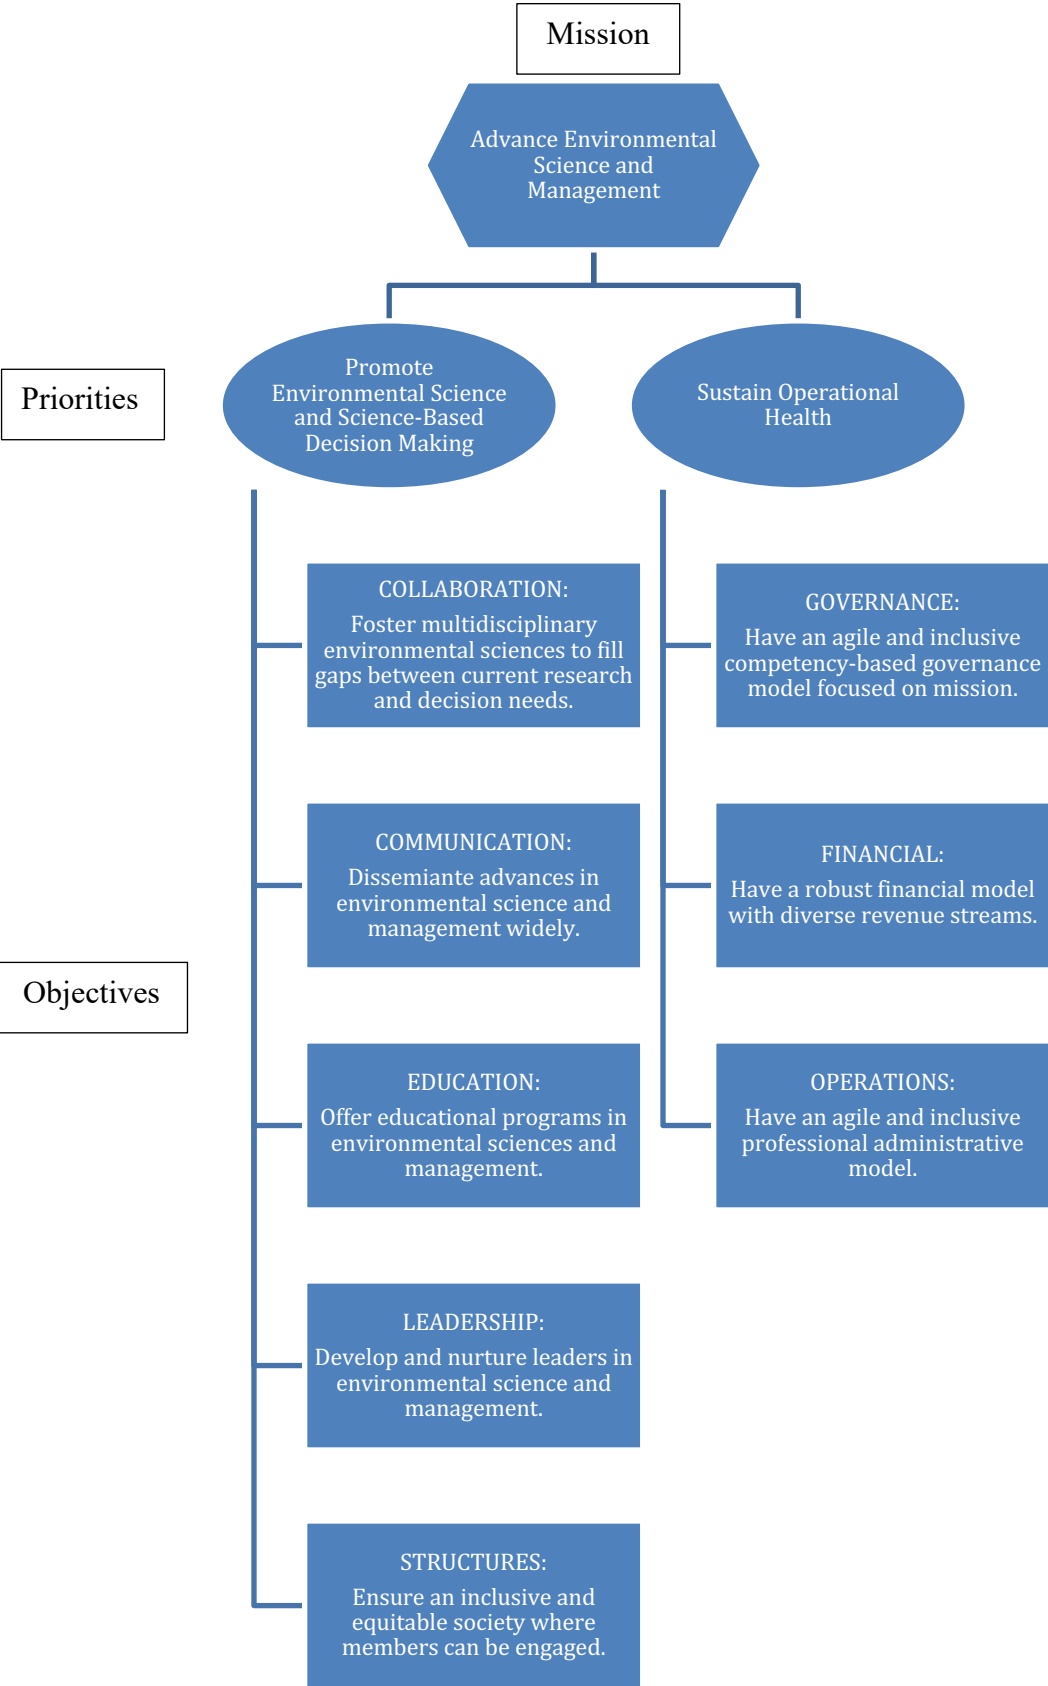 Mission
Advance Environmental
Science and
Management
Priorities
Promote
Environmental Science
and Science-Based
Decision Making
Sustain Operational
Health
Objectives
COLLABORATION:
Foster multidisciplinary
environmental sciences to fill
gaps between current research
and decision needs.
COMMUNICATION:
Dissemiante advances in
environmental science and
management widely.
EDUCATION:
Offer educational programs in
environmental sciences and
management.
LEADERSHIP:
Develop and nurture leaders in
environmental science and
management.
STRUCTURES:
Ensure an inclusive and
equitable society where
members can be engaged.
GOVERNANCE:
Have an agile and inclusive
competency-based governance
model focused on mission.
FINANCIAL:
Have a robust financial model
with diverse revenue streams.
OPERATIONS:
Have an agile and inclusive
professional administrative
model.